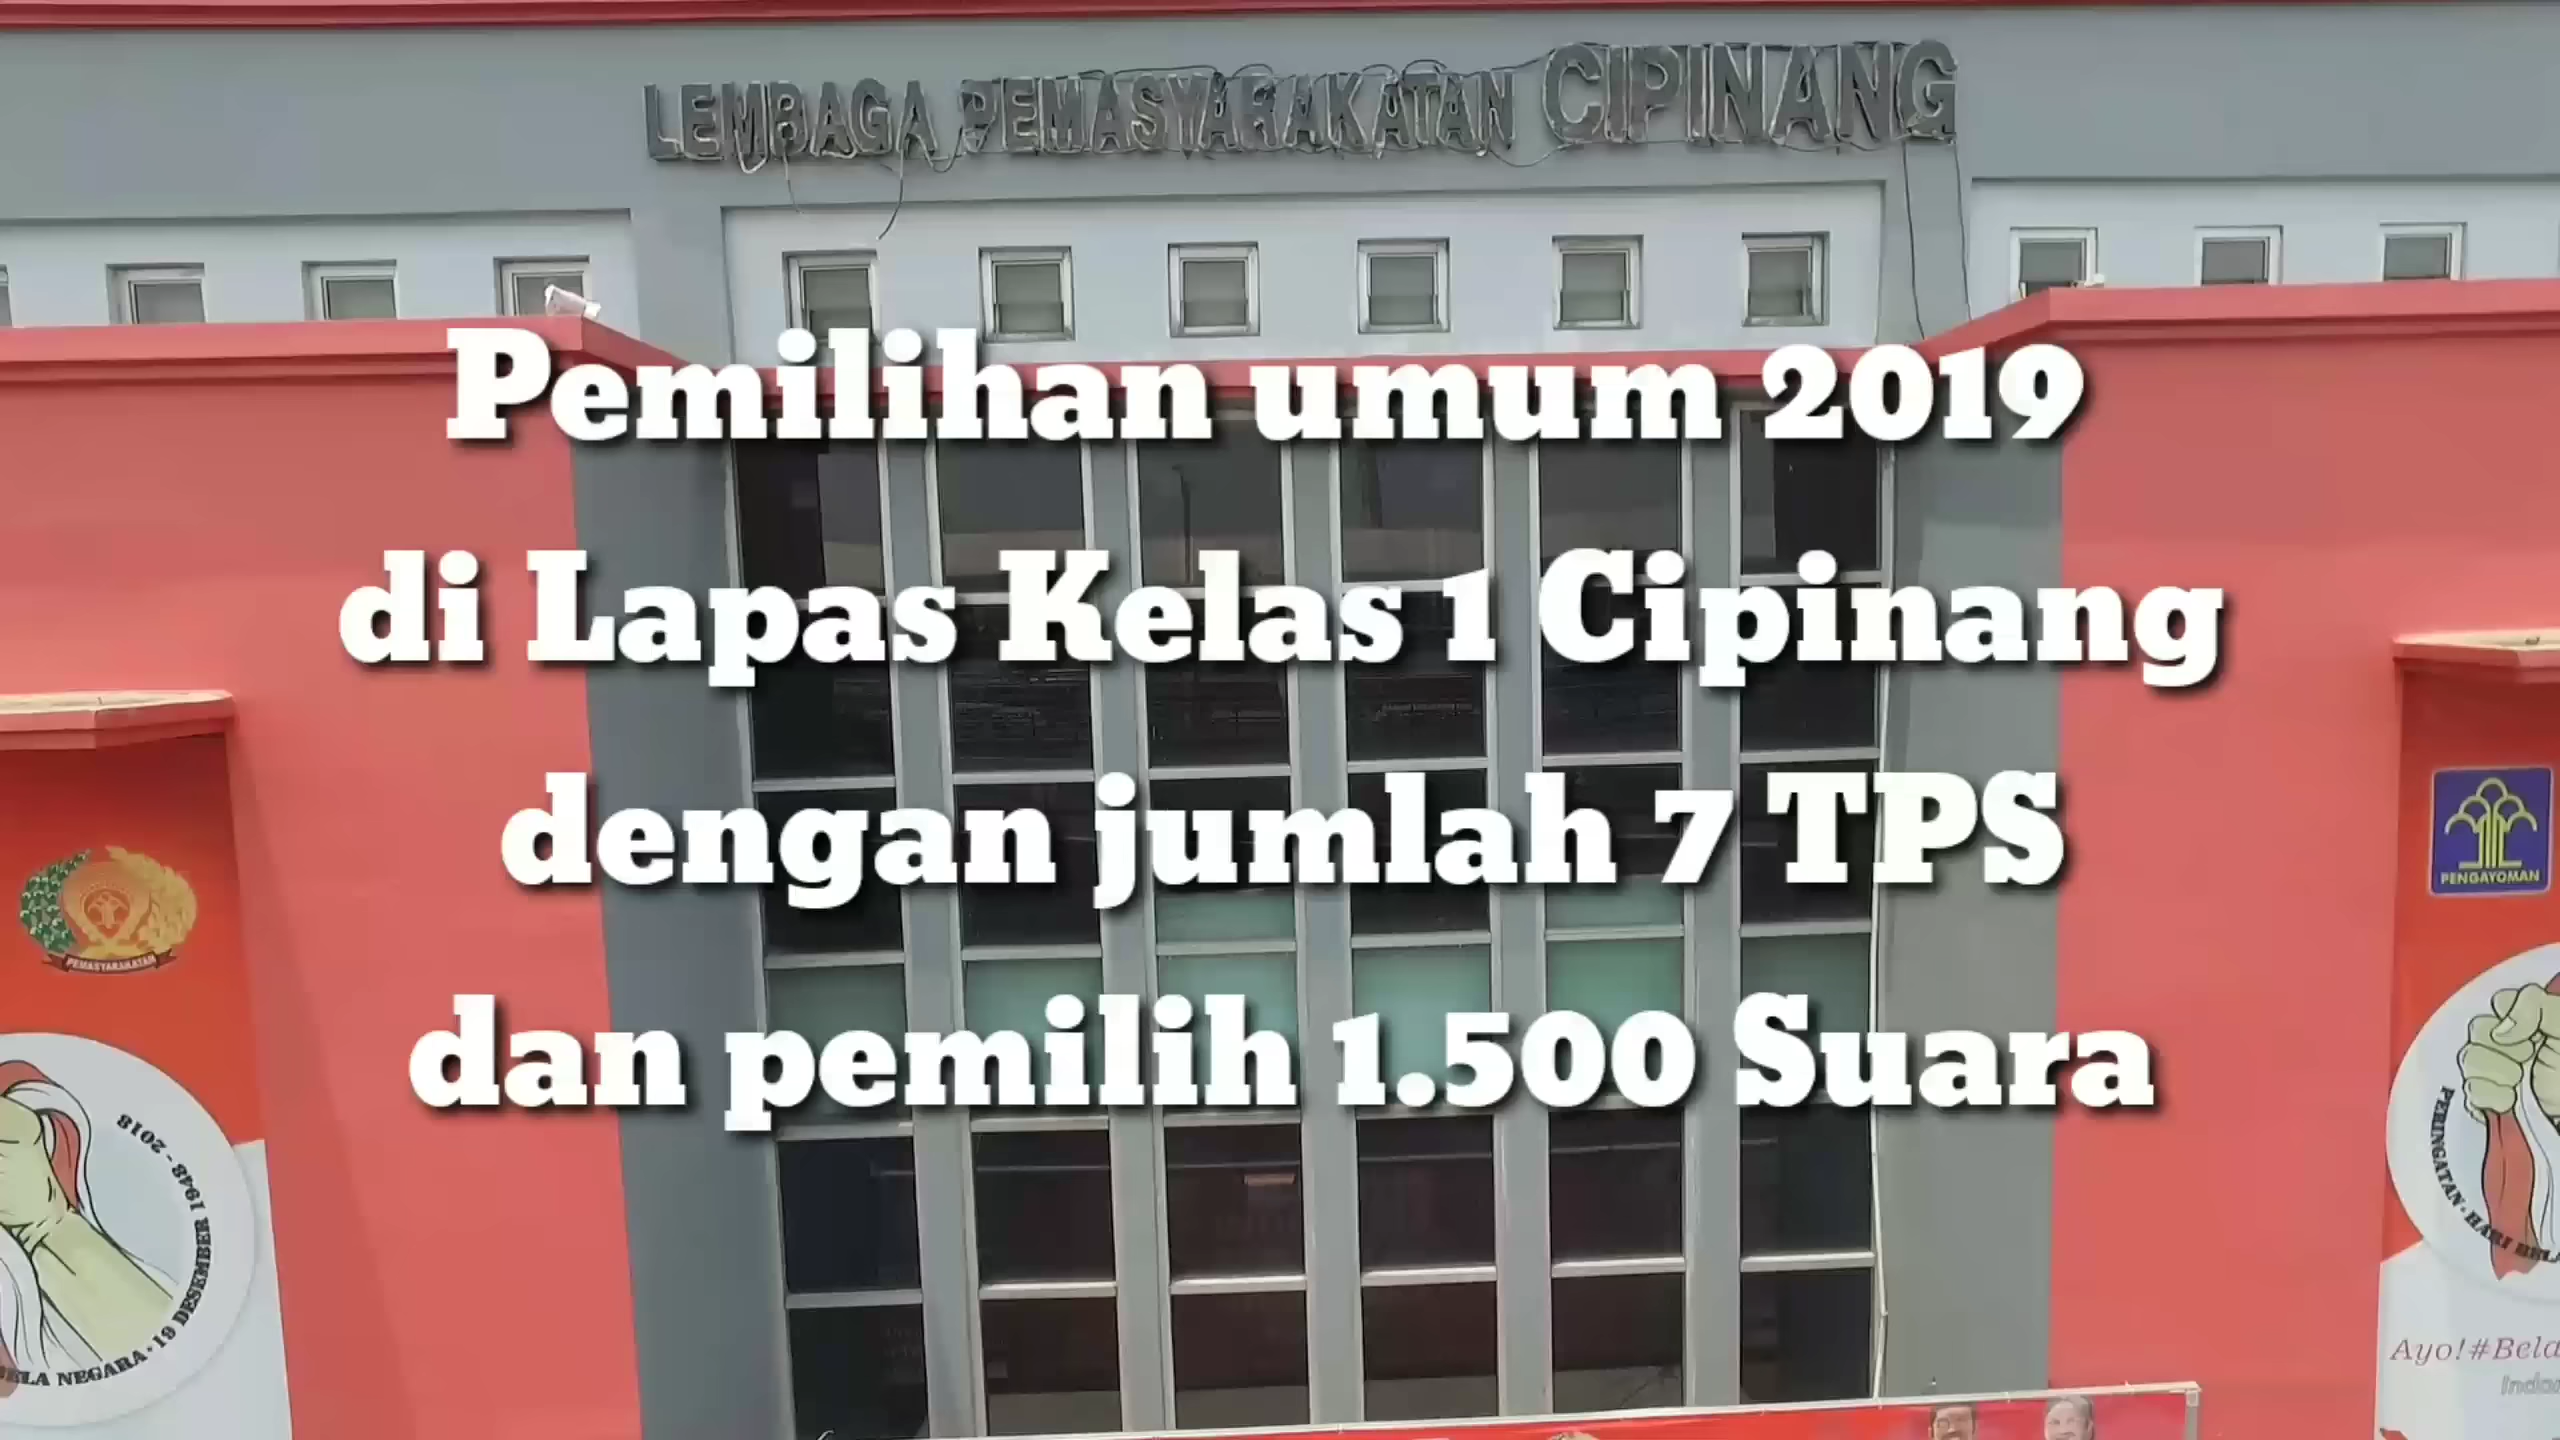 LEMBAGA PEMASYARAKATAN CIPINANG
Pemilihan umum 2019
di Lapas Kelas 1 Cipinang
dengan jumlah 7 TPS
dan pemilih 1.500 Suara
PEMASYARAKATAN
PENGAYOMAN
BELA NEGARA · 19 DESEMBER 1948 - 2018
PERINGATAN · HARI
Ayo!#Bela